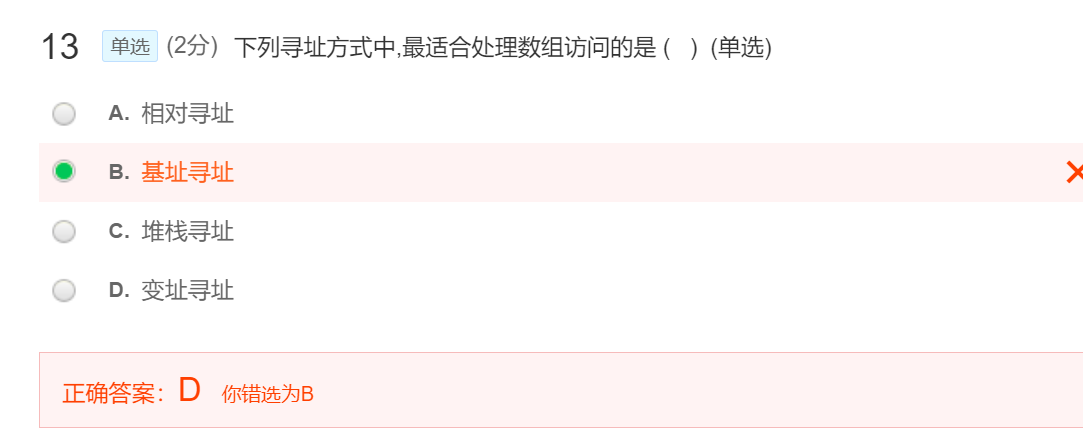 13 单选 (2分) 下列寻址方式中,最适合处理数组访问的是 (   ) (单选)
A. 相对寻址
B. 基址寻址
C. 堆栈寻址
D. 变址寻址
正确答案：D 你错选为B